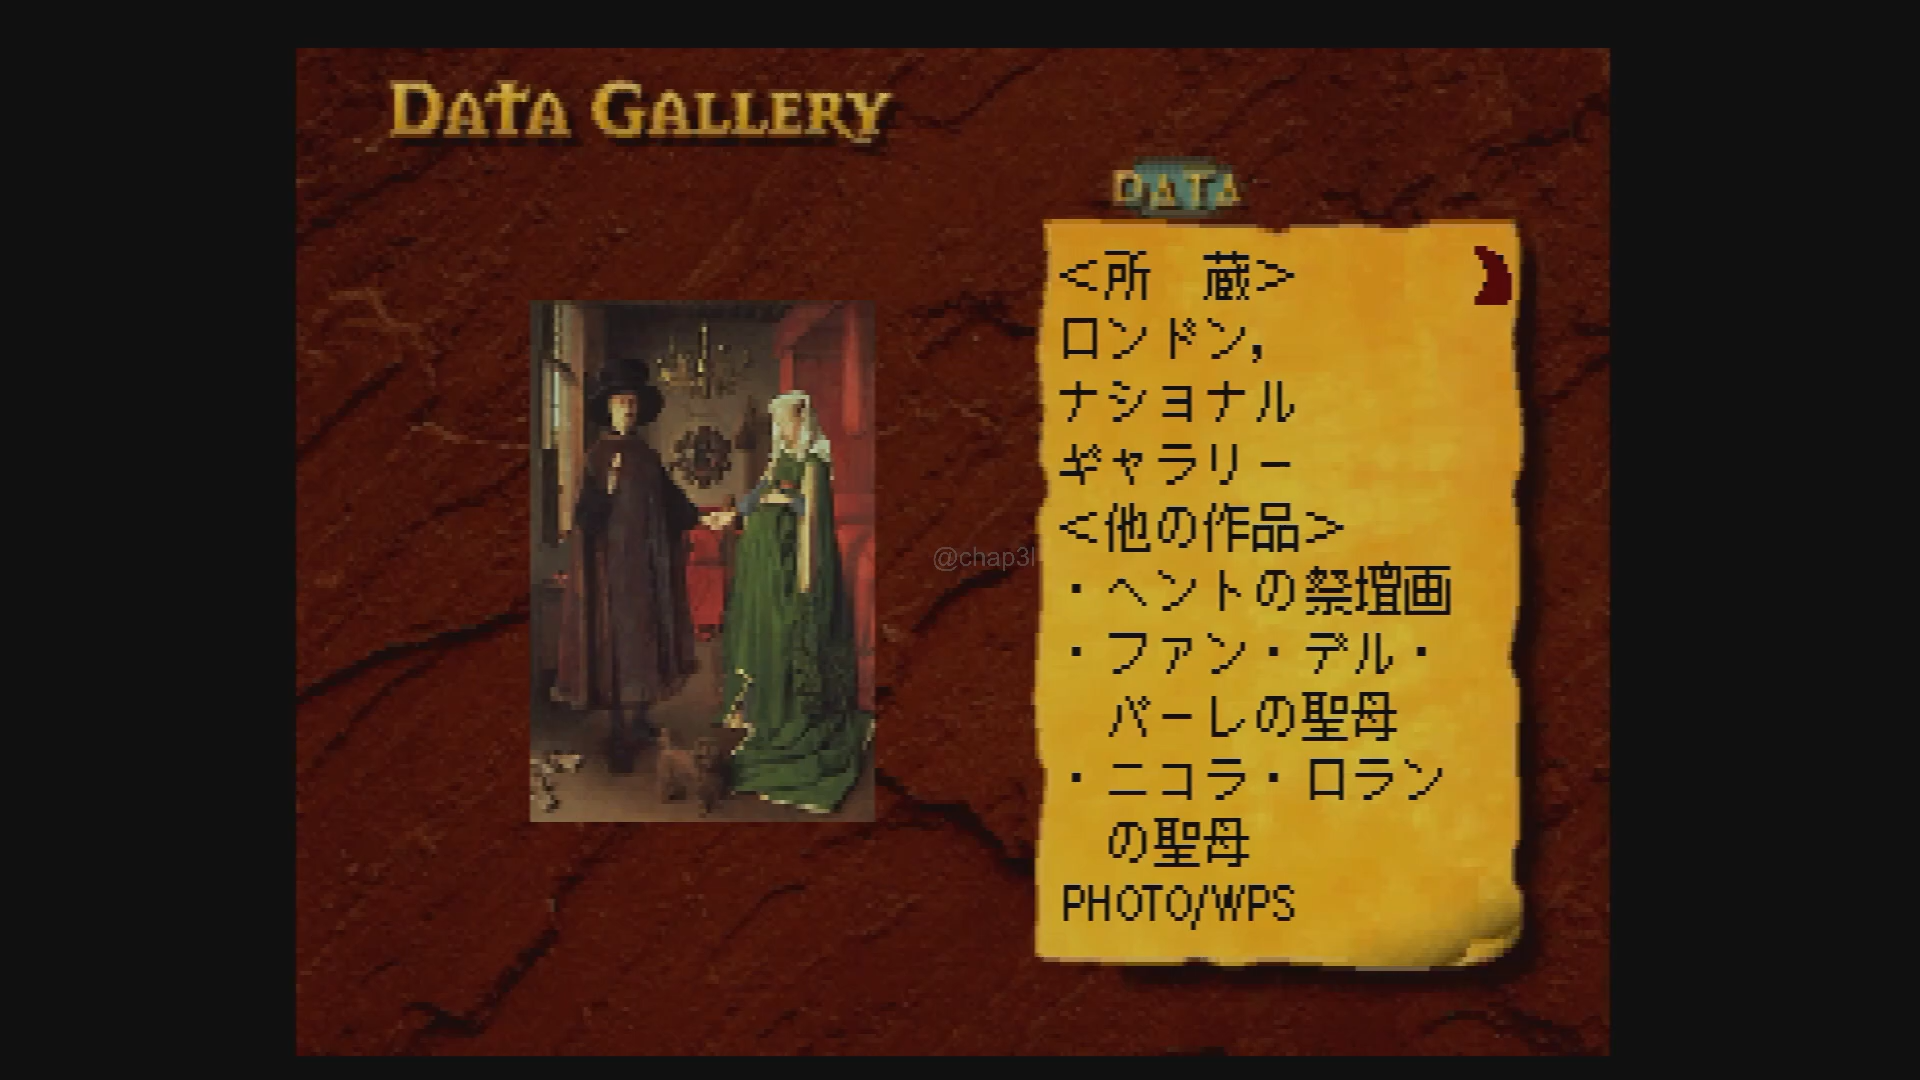 DATA GALLERY
DATA
<所　蔵>
ロンドン,
ナショナル
ギャラリー
<他の作品>
・ヘントの祭壇画
・ファン・デル・
パーレの聖母
・ニコラ・ロラン
の聖母
PHOTO/WPS
@chap3l